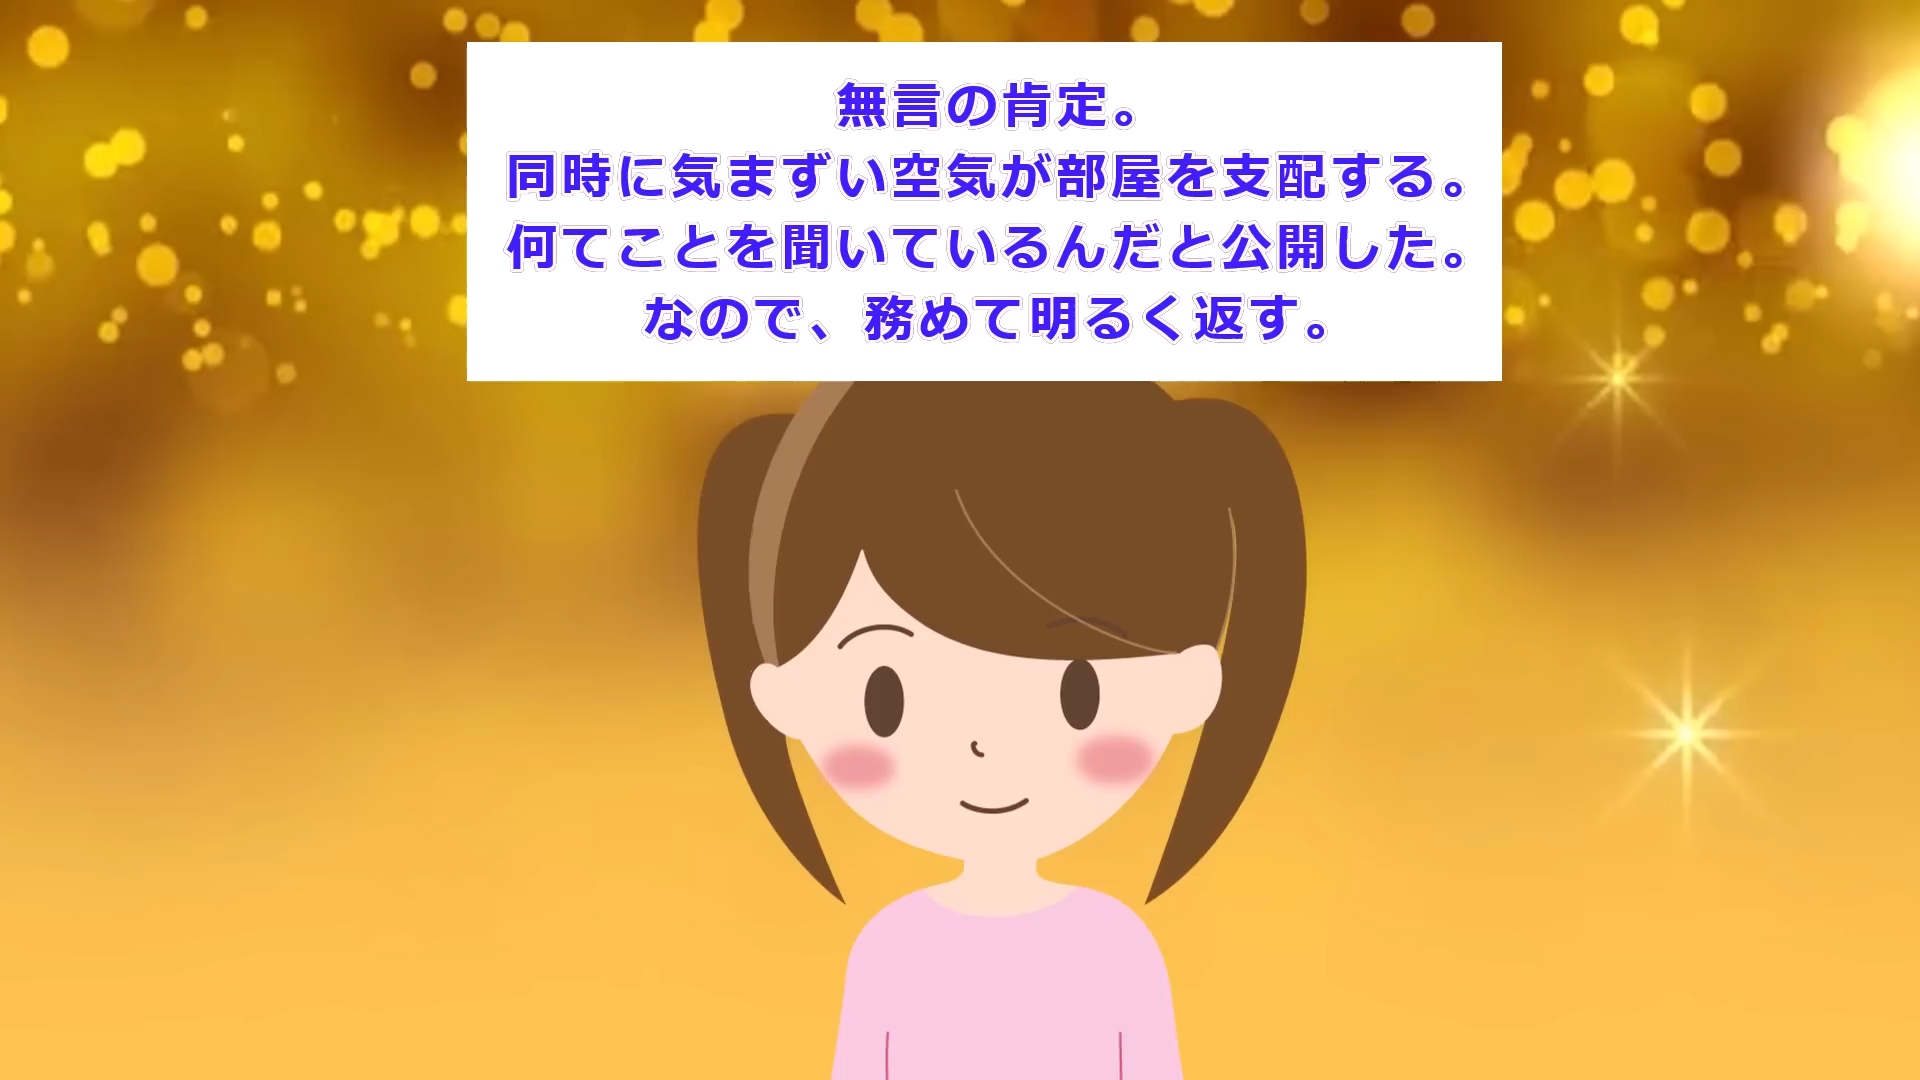 無言の肯定。
同時に気まずい空気が部屋を支配する。
何てことを聞いているんだと公開した。
なので、務めて明るく返す。